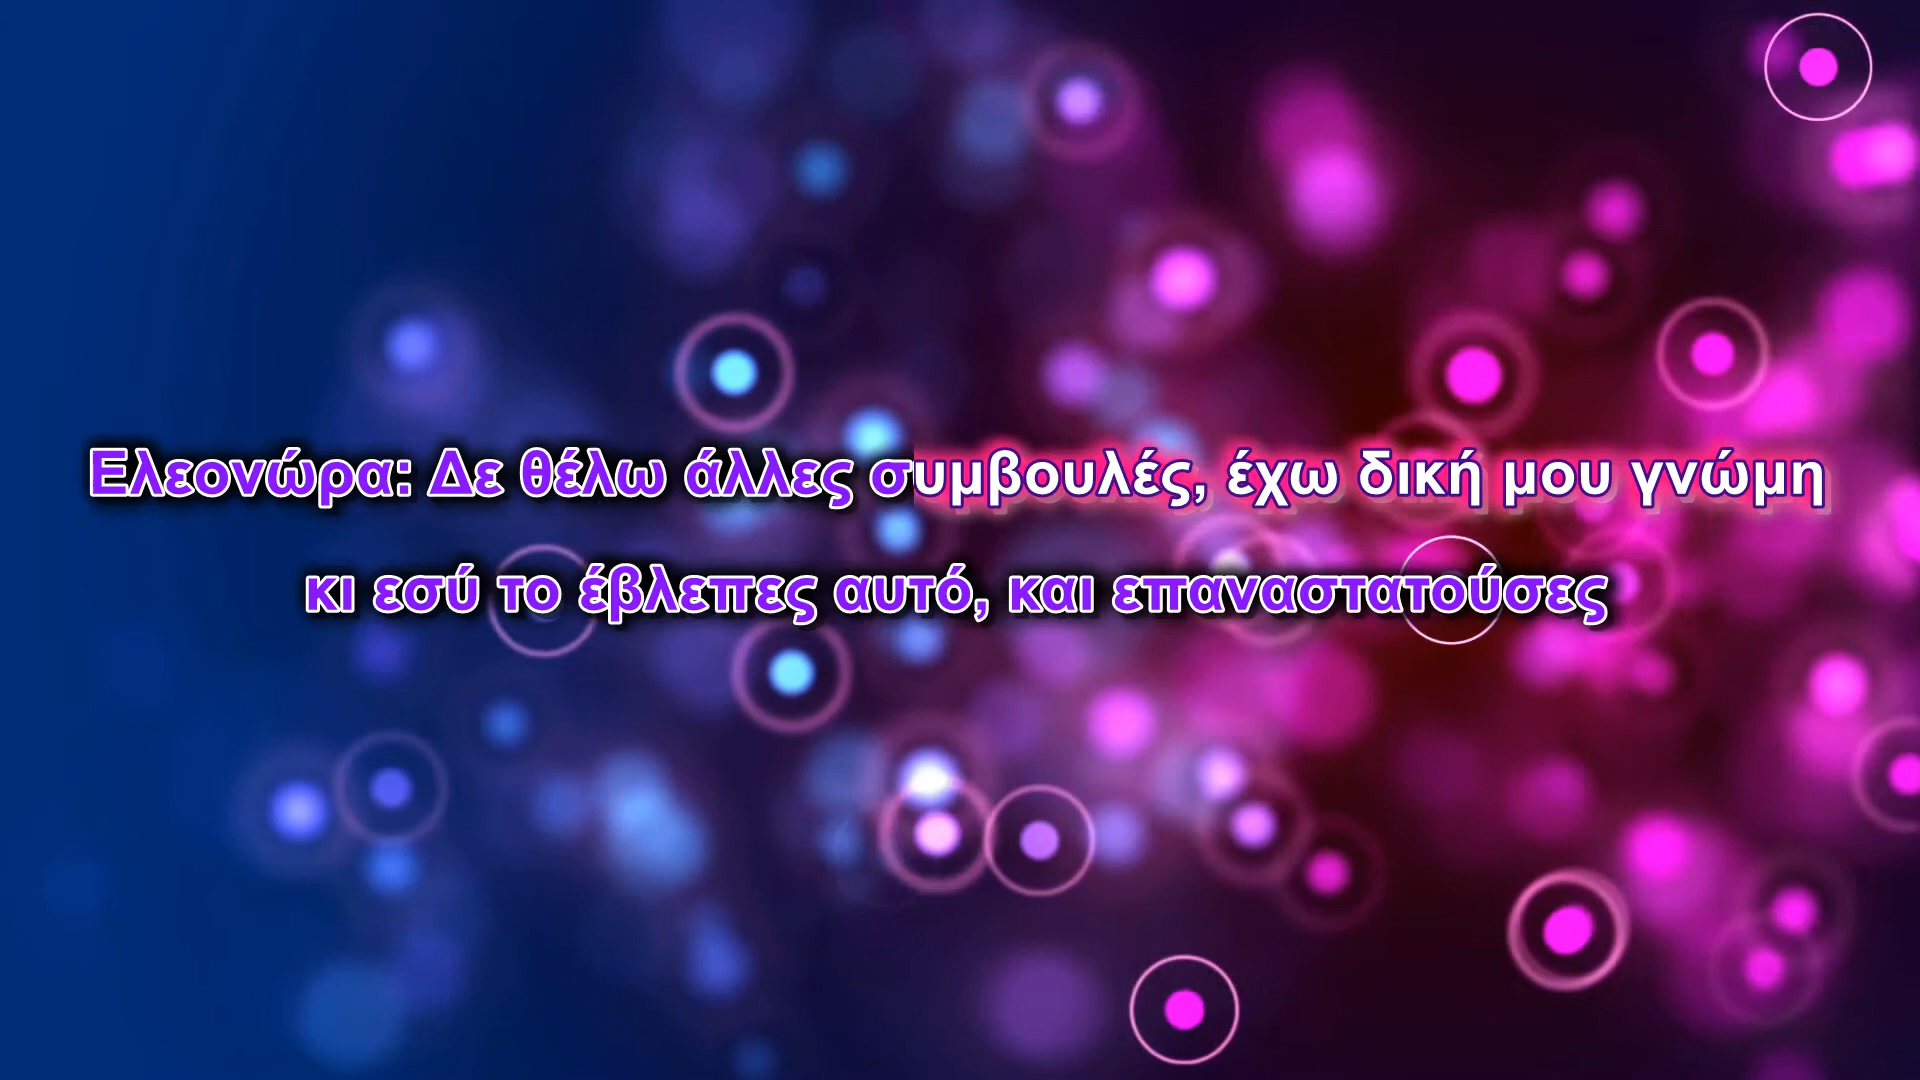 Ελεονώρα: Δε θέλω άλλες συμβουλές, έχω δική μου γνώμη
κι εσύ το έβλεπες αυτό, και επαναστατούσες